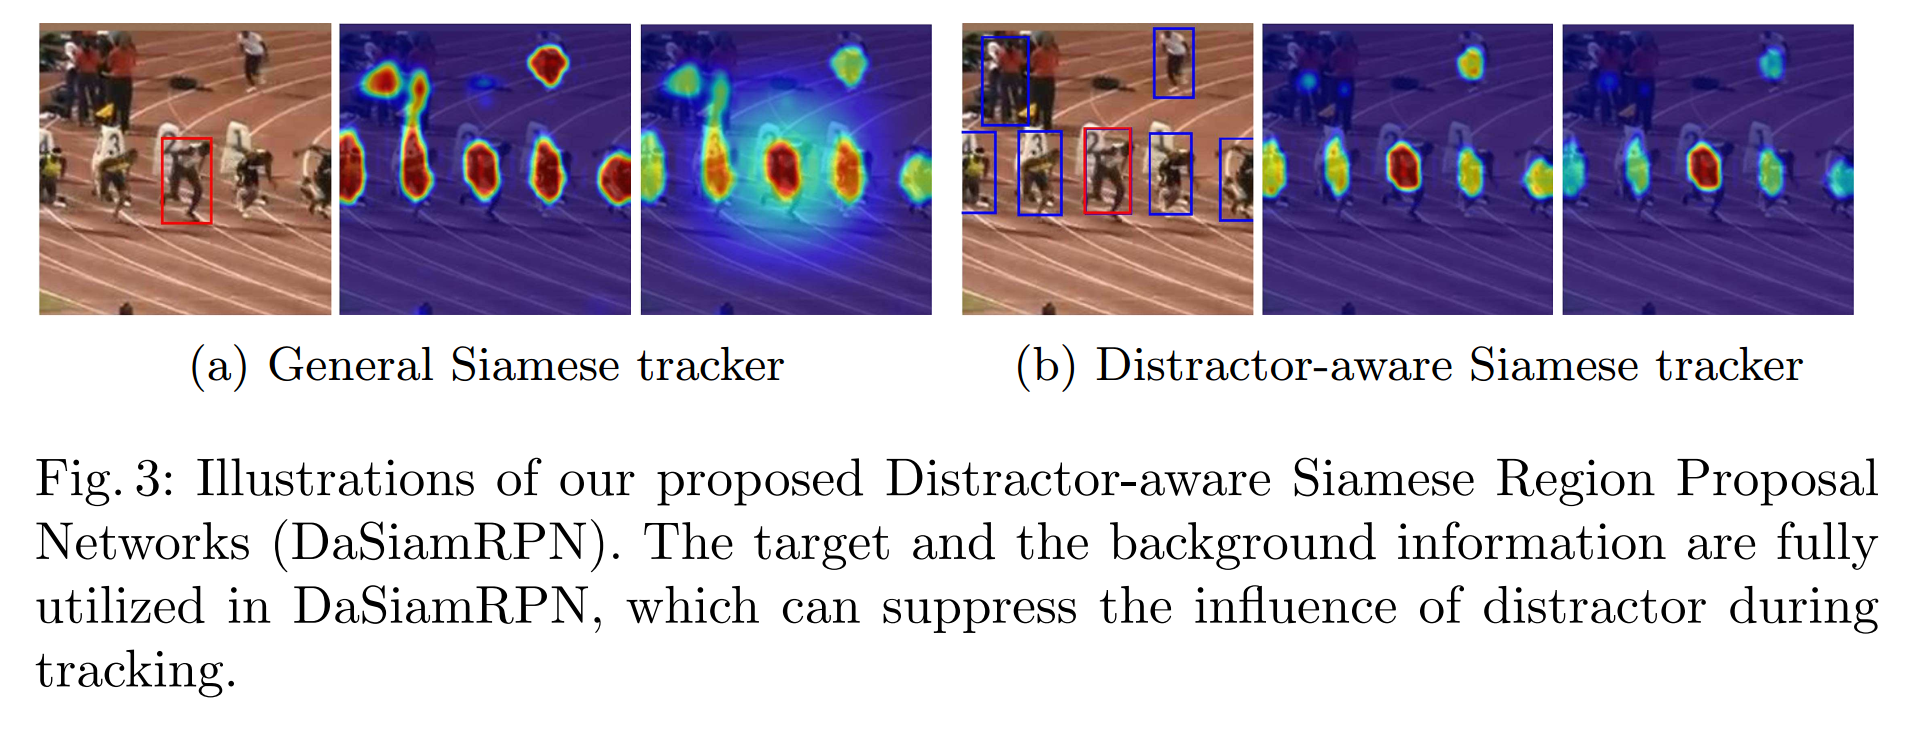 (a) General Siamese tracker
(b) Distractor-aware Siamese tracker
Fig. 3: Illustrations of our proposed Distractor-aware Siamese Region Proposal
Networks (DaSiamRPN). The target and the background information are fully
utilized in DaSiamRPN, which can suppress the influence of distractor during
tracking.